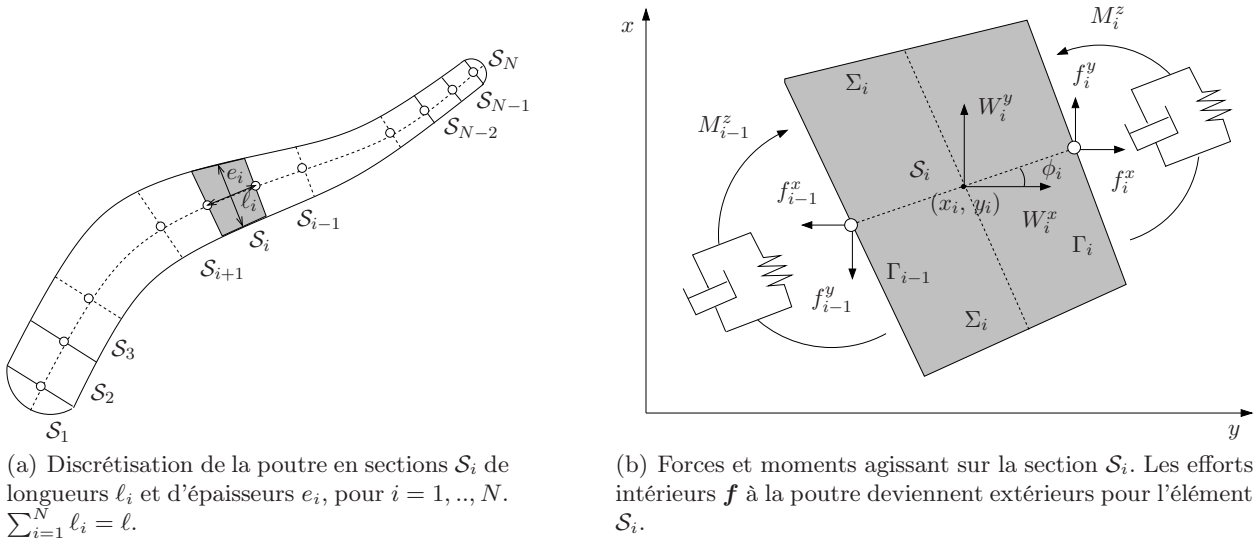 𝒮_N
𝒮_{N−1}
𝒮_{N−2}
e_i
ℓ_i
𝒮_{i−1}
𝒮_i
𝒮_{i+1}
𝒮_3
𝒮_2
𝒮_1
(a) Discrétisation de la poutre en sections 𝒮_i de
longueurs ℓ_i et d'épaisseurs e_i, pour i = 1, .., N.
∑_{i=1}^{N} ℓ_i = ℓ.
x
M_i^z
f_i^y
Σ_i
W_i^y
M_{i−1}^z
𝒮_i
ϕ_i
f_i^x
f_{i−1}^x
(x_i, y_i)
W_i^x
Γ_i
Γ_{i−1}
f_{i−1}^y
Σ_i
y
(b) Forces et moments agissant sur la section 𝒮_i. Les efforts
intérieurs f à la poutre deviennent extérieurs pour l'élément
𝒮_i.